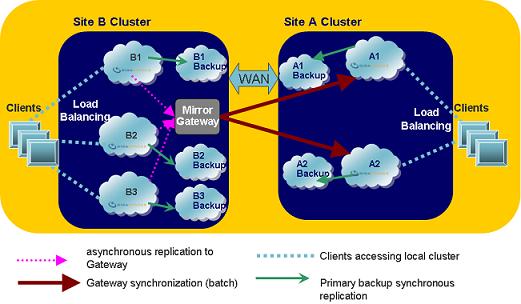 Site B Cluster
Site A Cluster
B1
B1
Backup
A1
Backup
A1
WAN
Clients
Load
Balancing
Mirror
Gateway
Load
Balancing
Clients
B2
B2
Backup
A2
Backup
A2
B3
B3
Backup
asynchronous replication to
Gateway
Clients accessing local cluster
Gateway synchronization (batch)
Primary backup synchronous
replication